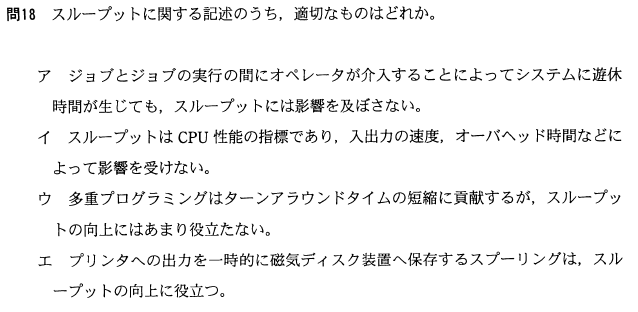 問18 スループットに関する記述のうち，適切なものはどれか。
ア ジョブとジョブの実行の間にオペレータが介入することによってシステムに遊休
時間が生じても，スループットには影響を及ぼさない。
イ スループットは CPU 性能の指標であり，入出力の速度，オーバヘッド時間などに
よって影響を受けない。
ウ 多重プログラミングはターンアラウンドタイムの短縮に貢献するが，スループッ
トの向上にはあまり役立たない。
エ プリンタへの出力を一時的に磁気ディスク装置へ保存するスプーリングは，スル
ープットの向上に役立つ。